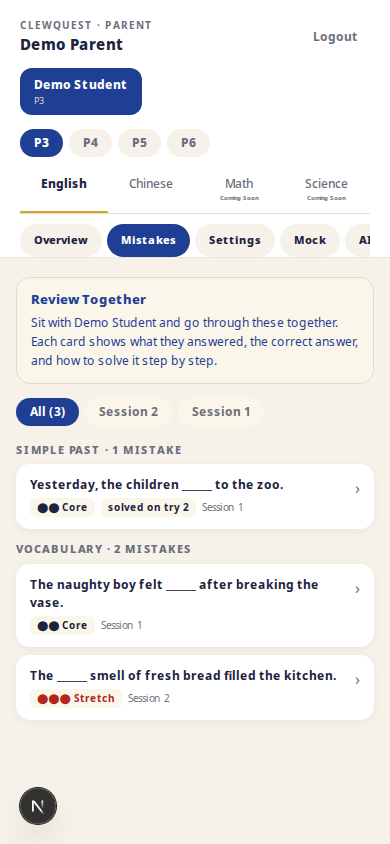 CLEWQUEST · PARENT
Demo Parent
Logout
Demo Student
P3
P3 P4 P5 P6
English Chinese Math Science
Coming Soon Coming Soon
Overview Mistakes Settings Mock AI
Review Together
Sit with Demo Student and go through these together.
Each card shows what they answered, the correct answer,
and how to solve it step by step.
All (3) Session 2 Session 1
SIMPLE PAST · 1 MISTAKE
Yesterday, the children _____ to the zoo.
Core solved on try 2 Session 1
VOCABULARY · 2 MISTAKES
The naughty boy felt _____ after breaking the
vase.
Core Session 1
The _____ smell of fresh bread filled the kitchen.
Stretch Session 2
N